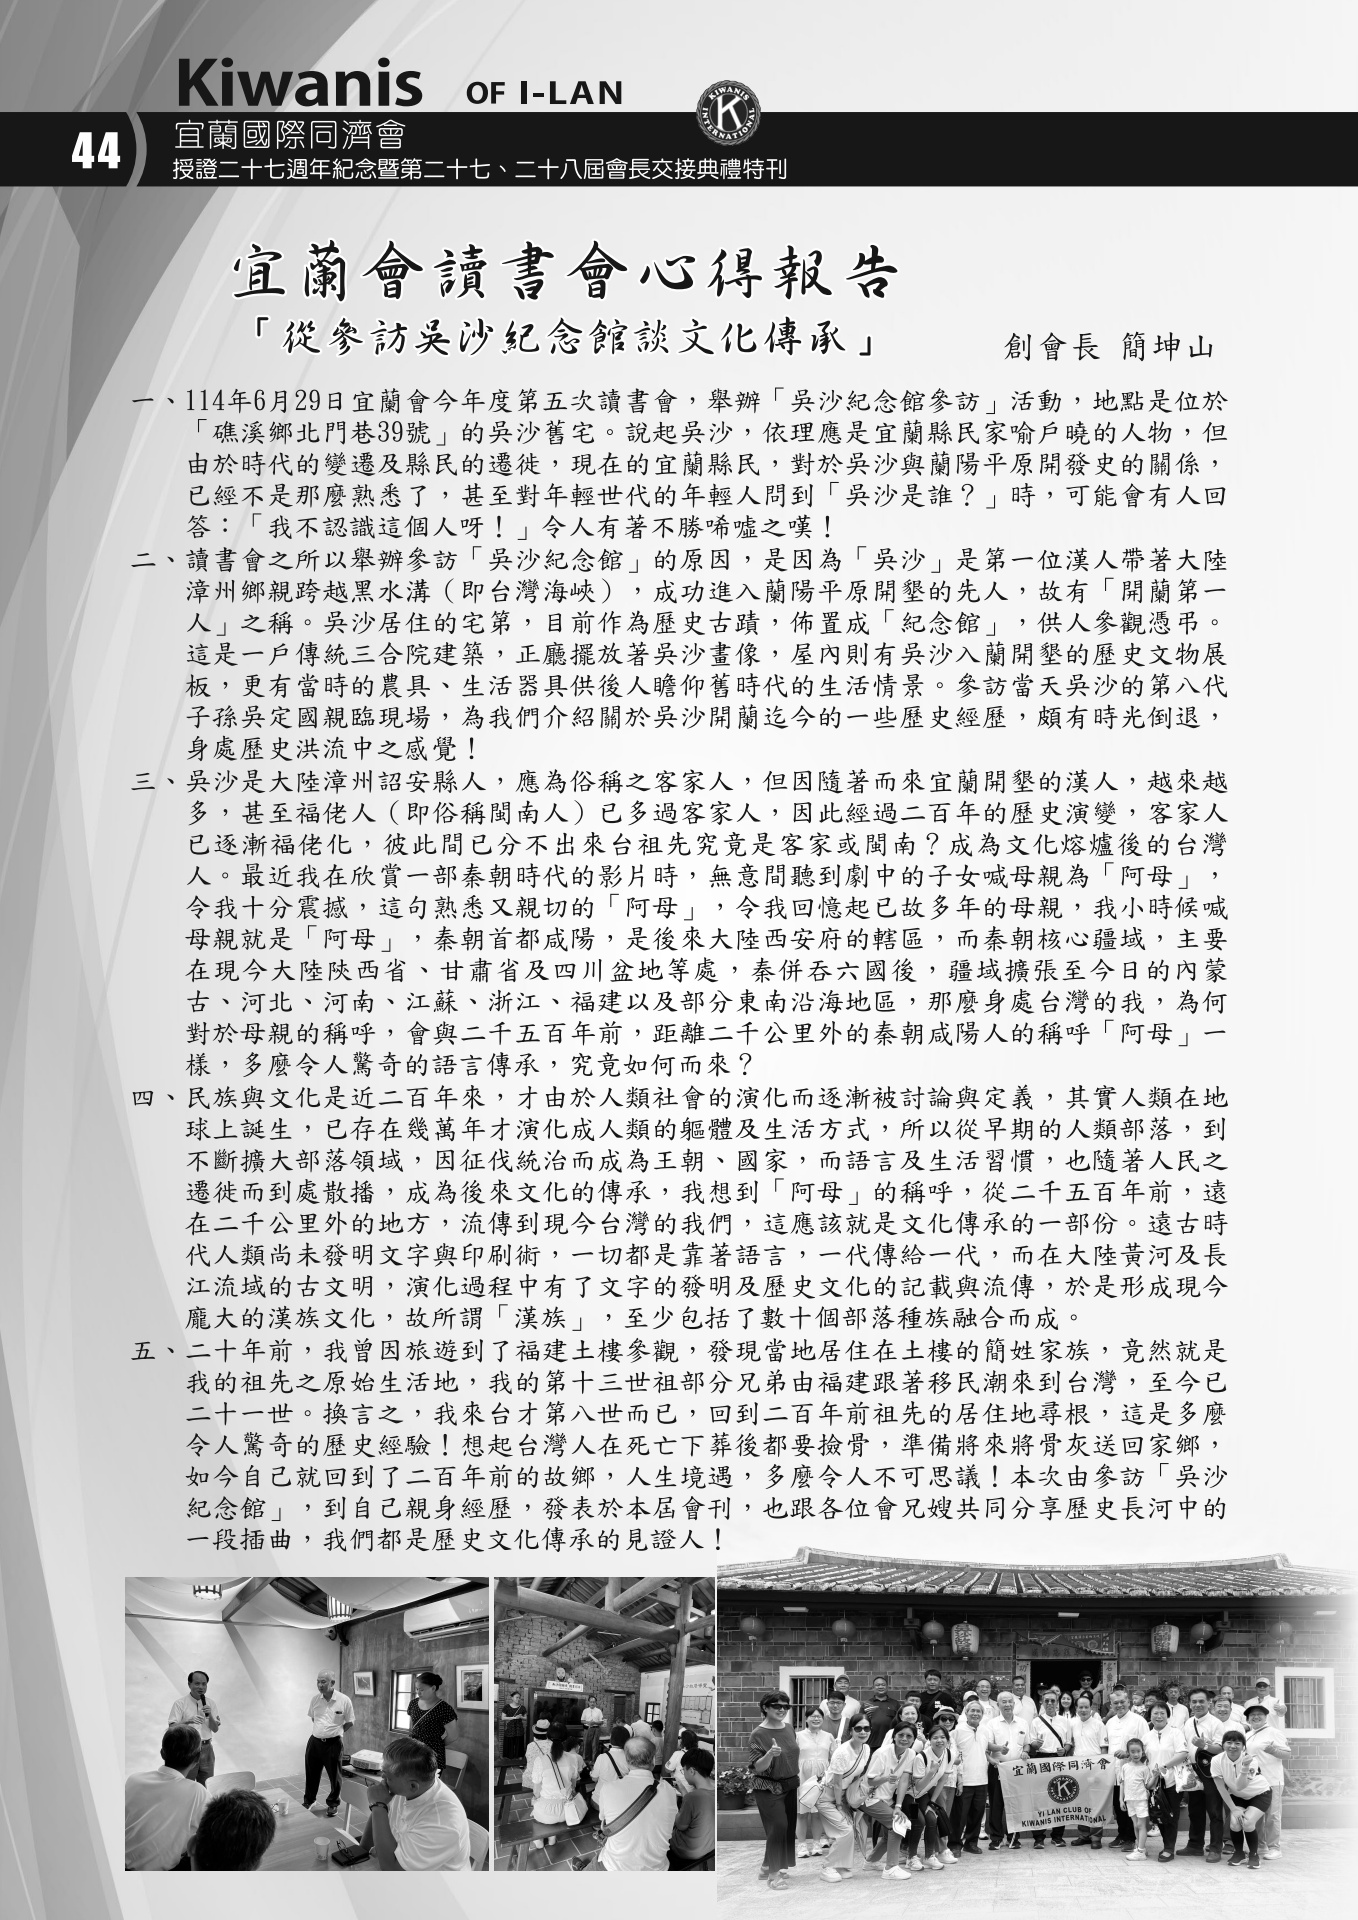 Kiwanis OF I-LAN
KIWANIS INTERNATIONAL
K
44
宜蘭國際同濟會
授證二十七週年紀念暨第二十七、二十八屆會長交接典禮特刊
宜蘭會讀書會心得報告
「從參訪吳沙紀念館談文化傳承」
創會長 簡坤山
一、114年6月29日宜蘭會今年度第五次讀書會，舉辦「吳沙紀念館參訪」活動，地點是位於
「礁溪鄉北門巷39號」的吳沙舊宅。說起吳沙，依理應是宜蘭縣民家喻戶曉的人物，但
由於時代的變遷及縣民的遷徙，現在的宜蘭縣民，對於吳沙與蘭陽平原開發史的關係，
已經不是那麼熟悉了，甚至對年輕世代的年輕人問到「吳沙是誰？」時，可能會有人回
答：「我不認識這個人呀！」令人有著不勝唏噓之嘆！
二、讀書會之所以舉辦參訪「吳沙紀念館」的原因，是因為「吳沙」是第一位漢人帶著大陸
漳州鄉親跨越黑水溝（即台灣海峽），成功進入蘭陽平原開墾的先人，故有「開蘭第一
人」之稱。吳沙居住的宅第，目前作為歷史古蹟，佈置成「紀念館」，供人參觀憑弔。
這是一戶傳統三合院建築，正廳擺放著吳沙畫像，屋內則有吳沙入蘭開墾的歷史文物展
板，更有當時的農具、生活器具供後人瞻仰舊時代的生活情景。參訪當天吳沙的第八代
子孫吳定國親臨現場，為我們介紹關於吳沙開蘭迄今的一些歷史經歷，頗有時光倒退，
身處歷史洪流中之感覺！
三、吳沙是大陸漳州詔安縣人，應為俗稱之客家人，但因隨著而來宜蘭開墾的漢人，越來越
多，甚至福佬人（即俗稱閩南人）已多過客家人，因此經過二百年的歷史演變，客家人
已逐漸福佬化，彼此間已分不出來台祖先究竟是客家或閩南？成為文化熔爐後的台灣
人。最近我在欣賞一部秦朝時代的影片時，無意間聽到劇中的子女喊母親為「阿母」，
令我十分震撼，這句熟悉又親切的「阿母」，令我回憶起已故多年的母親，我小時候喊
母親就是「阿母」，秦朝首都咸陽，是後來大陸西安府的轄區，而秦朝核心疆域，主要
在現今大陸陝西省、甘肅省及四川盆地等處，秦併吞六國後，疆域擴張至今日的內蒙
古、河北、河南、江蘇、浙江、福建以及部分東南沿海地區，那麼身處台灣的我，為何
對於母親的稱呼，會與二千五百年前，距離二千公里外的秦朝咸陽人的稱呼「阿母」一
樣，多麼令人驚奇的語言傳承，究竟如何而來？
四、民族與文化是近二百年來，才由於人類社會的演化而逐漸被討論與定義，其實人類在地
球上誕生，已存在幾萬年才演化成人類的軀體及生活方式，所以從早期的人類部落，到
不斷擴大部落領域，因征伐統治而成為王朝、國家，而語言及生活習慣，也隨著人民之
遷徙而到處散播，成為後來文化的傳承，我想到「阿母」的稱呼，從二千五百年前，遠
在二千公里外的地方，流傳到現今台灣的我們，這應該就是文化傳承的一部份。遠古時
代人類尚未發明文字與印刷術，一切都是靠著語言，一代傳給一代，而在大陸黃河及長
江流域的古文明，演化過程中有了文字的發明及歷史文化的記載與流傳，於是形成現今
龐大的漢族文化，故所謂「漢族」，至少包括了數十個部落種族融合而成。
五、二十年前，我曾因旅遊到了福建土樓參觀，發現當地居住在土樓的簡姓家族，竟然就是
我的祖先之原始生活地，我的第十三世祖部分兄弟由福建跟著移民潮來到台灣，至今已
二十一世。換言之，我來台才第八世而已，回到二百年前祖先的居住地尋根，這是多麼
令人驚奇的歷史經驗！想起台灣人在死亡下葬後都要撿骨，準備將來將骨灰送回家鄉，
如今自己就回到了二百年前的故鄉，人生境遇，多麼令人不可思議！本次由參訪「吳沙
紀念館」，到自己親身經歷，發表於本屆會刊，也跟各位會兄嫂共同分享歷史長河中的
一段插曲，我們都是歷史文化傳承的見證人！
宜蘭國際同濟會
YI LAN CLUB OF
KIWANIS INTERNATIONAL